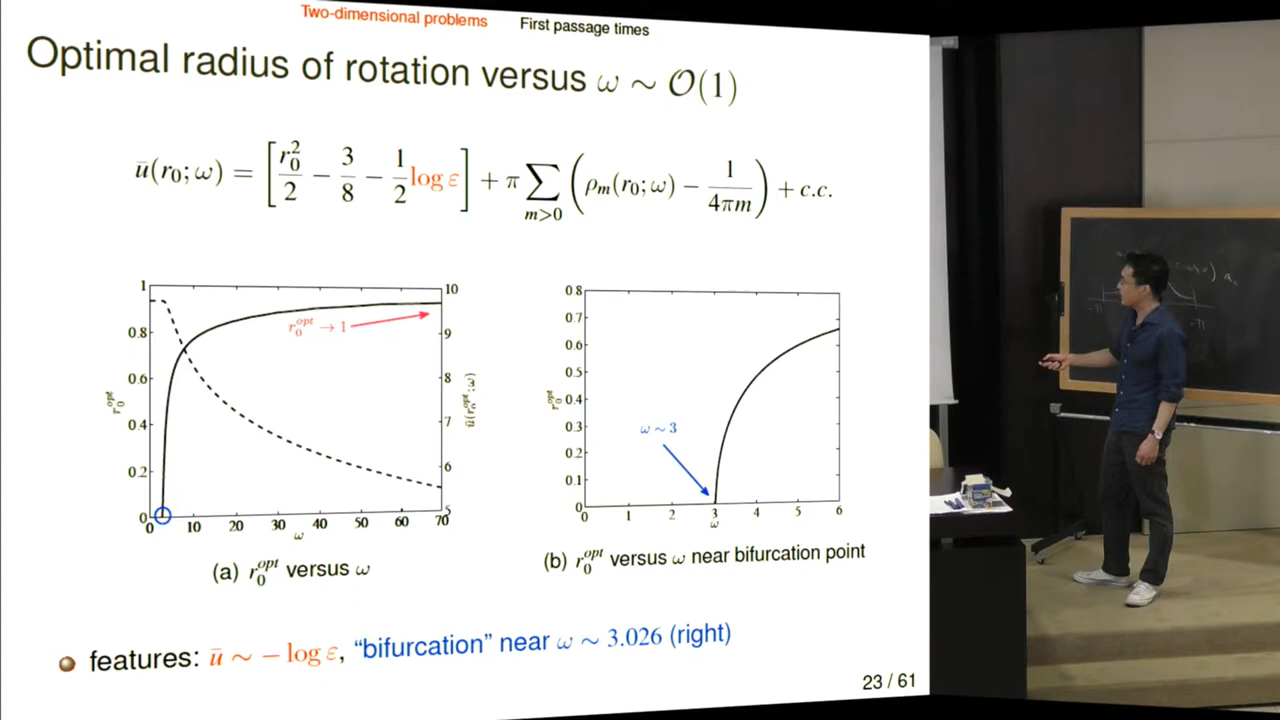 Two-dimensional problems First passage times
Optimal radius of rotation versus ω ∼ 𝒪(1)
ū(r₀; ω) = [r₀²/2 − 3/8 − 1/2 log ε] + π ∑_{m>0} (ρₘ(r₀; ω) − 1/(4πm)) + c.c.
1 0.8 0.6 0.4 0.2 0
r₀^opt
r₀^opt → 1
10 9 8 7 6 5
ū(r₀^opt; ω)
0 10 20 30 40 50 60 70
ω
(a) r₀^opt versus ω
0.8 0.7 0.6 0.5 0.4 0.3 0.2 0.1 0
r₀^opt
ω ∼ 3
0 1 2 3 4 5 6
ω
(b) r₀^opt versus ω near bifurcation point
features: ū ∼ − log ε, “bifurcation” near ω ∼ 3.026 (right)
23 / 61
−π
+π